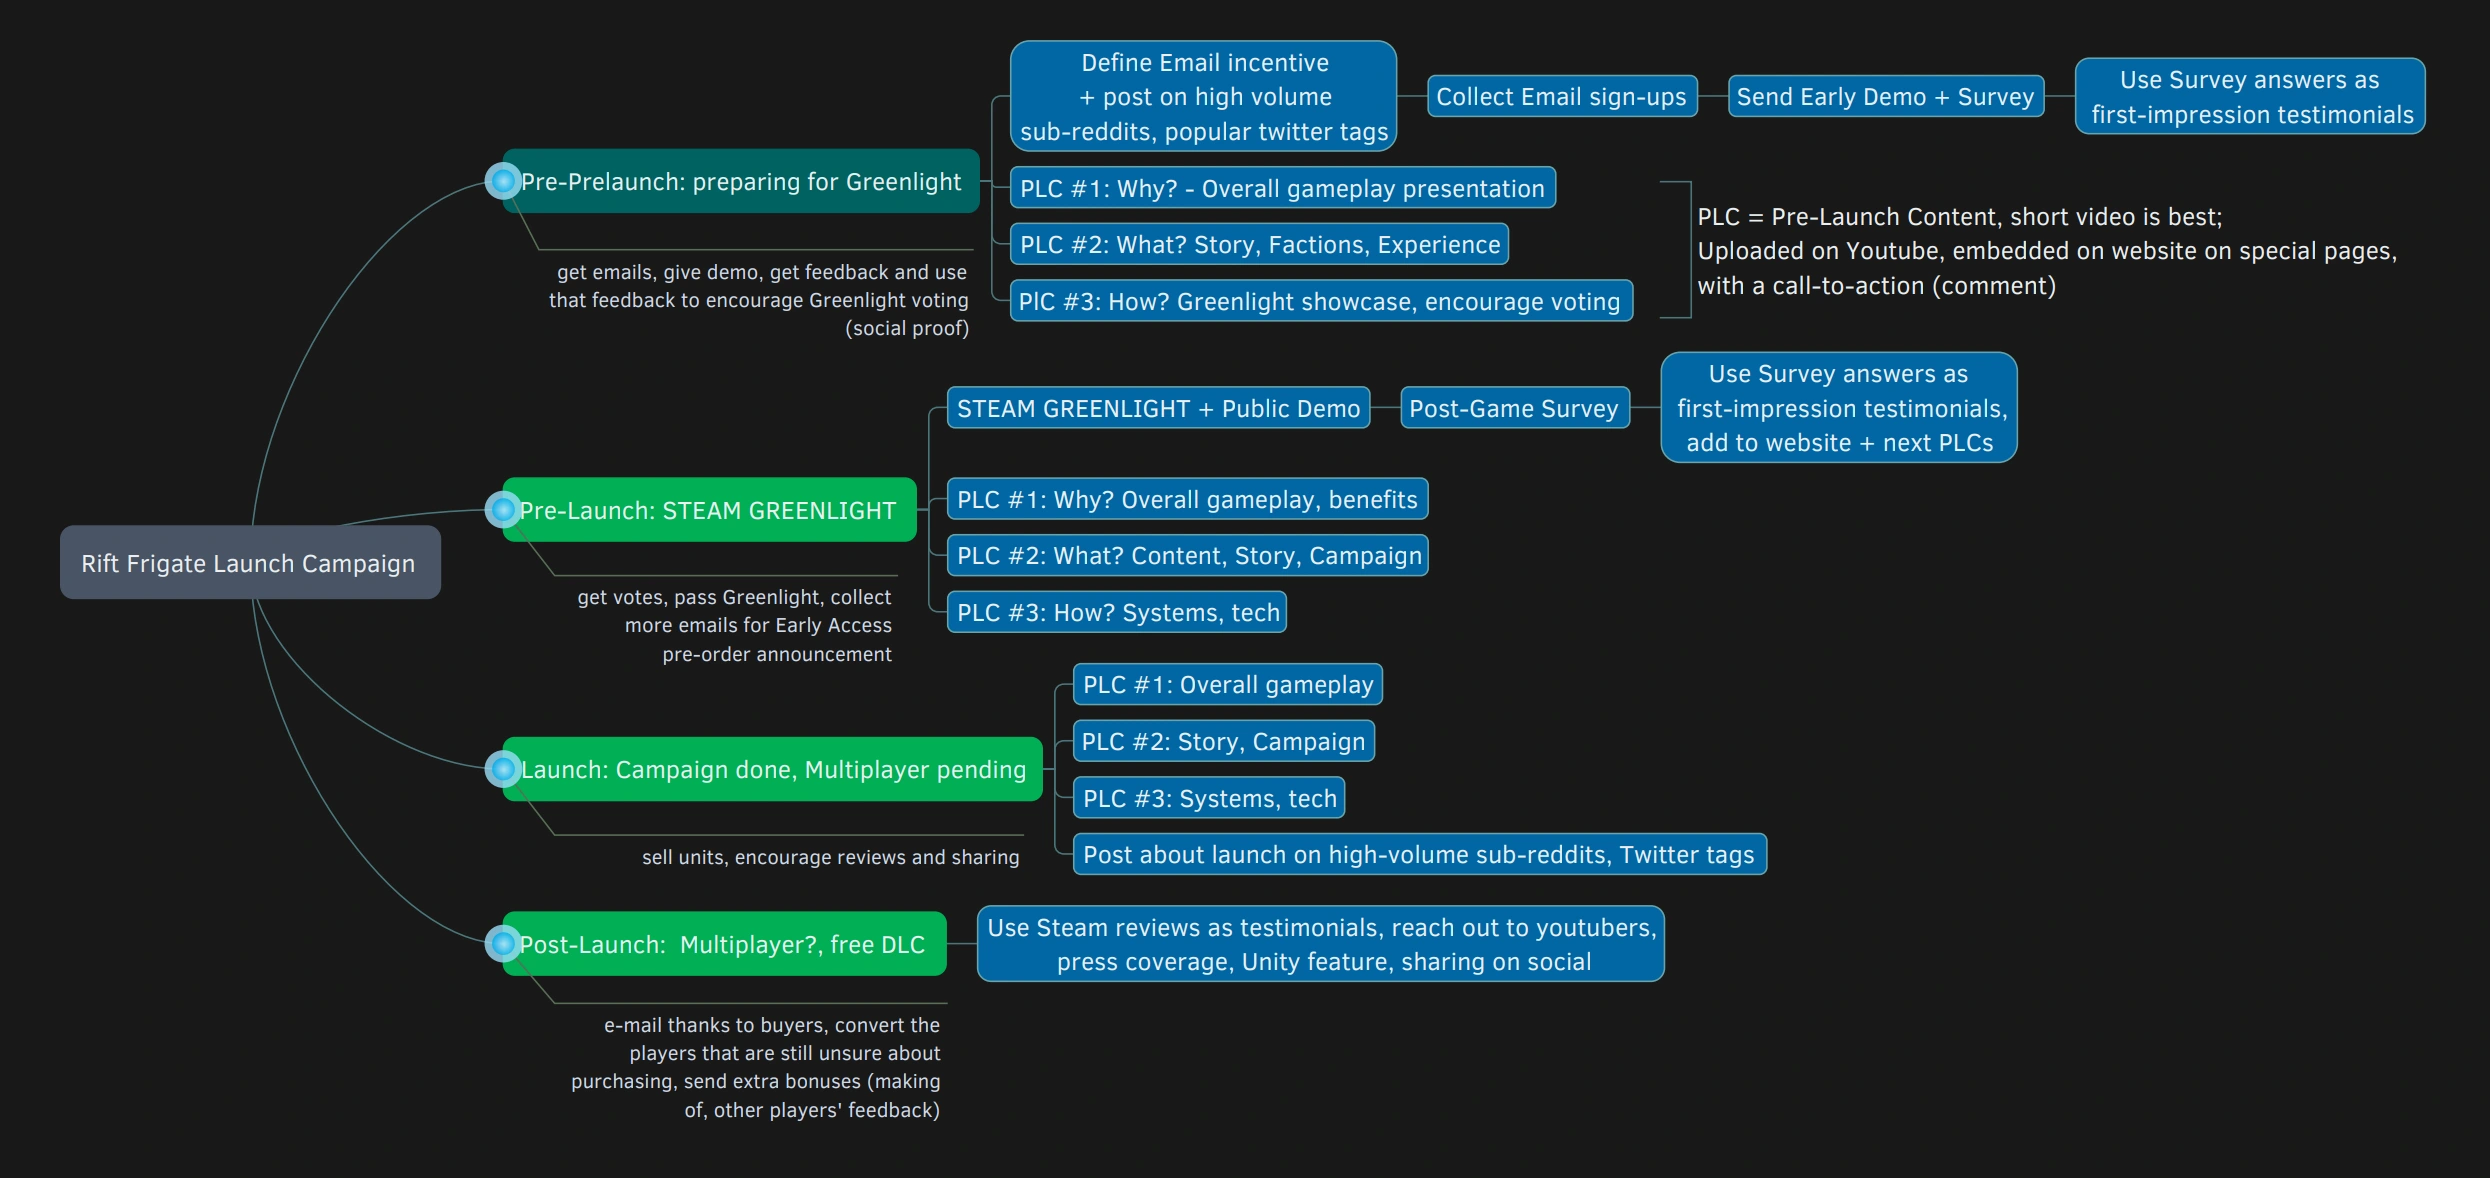 Define Email incentive
+ post on high volume
sub-reddits, popular twitter tags
Collect Email sign-ups
Send Early Demo + Survey
Use Survey answers as
first-impression testimonials
Pre-Prelaunch: preparing for Greenlight
PLC #1: Why? - Overall gameplay presentation
PLC #2: What? Story, Factions, Experience
PlC #3: How? Greenlight showcase, encourage voting
PLC = Pre-Launch Content, short video is best;
Uploaded on Youtube, embedded on website on special pages,
with a call-to-action (comment)
get emails, give demo, get feedback and use
that feedback to encourage Greenlight voting
(social proof)
STEAM GREENLIGHT + Public Demo
Post-Game Survey
Use Survey answers as
first-impression testimonials,
add to website + next PLCs
Pre-Launch: STEAM GREENLIGHT
PLC #1: Why? Overall gameplay, benefits
PLC #2: What? Content, Story, Campaign
PLC #3: How? Systems, tech
Rift Frigate Launch Campaign
get votes, pass Greenlight, collect
more emails for Early Access
pre-order announcement
PLC #1: Overall gameplay
PLC #2: Story, Campaign
Launch: Campaign done, Multiplayer pending
PLC #3: Systems, tech
Post about launch on high-volume sub-reddits, Twitter tags
sell units, encourage reviews and sharing
Post-Launch:  Multiplayer?, free DLC
Use Steam reviews as testimonials, reach out to youtubers,
press coverage, Unity feature, sharing on social
e-mail thanks to buyers, convert the
players that are still unsure about
purchasing, send extra bonuses (making
of, other players' feedback)